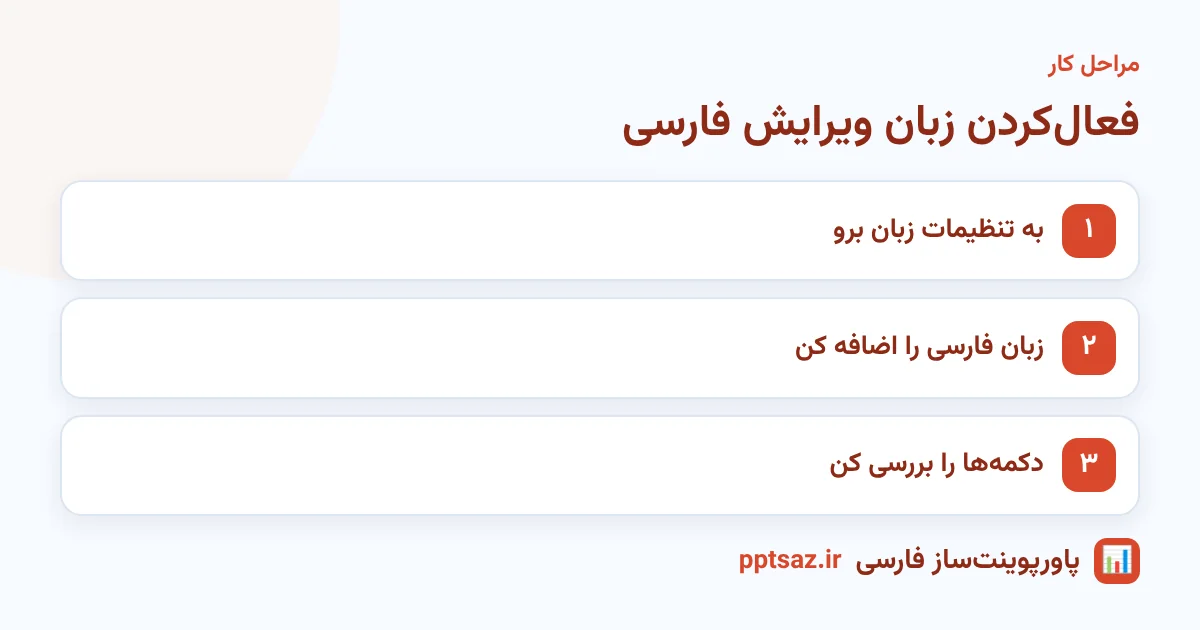 مراحل کار
فعال‌کردن زبان ویرایش فارسی
۱ به تنظیمات زبان برو
۲ زبان فارسی را اضافه کن
۳ دکمه‌ها را بررسی کن
پاورپوینت‌ساز فارسی pptsaz.ir